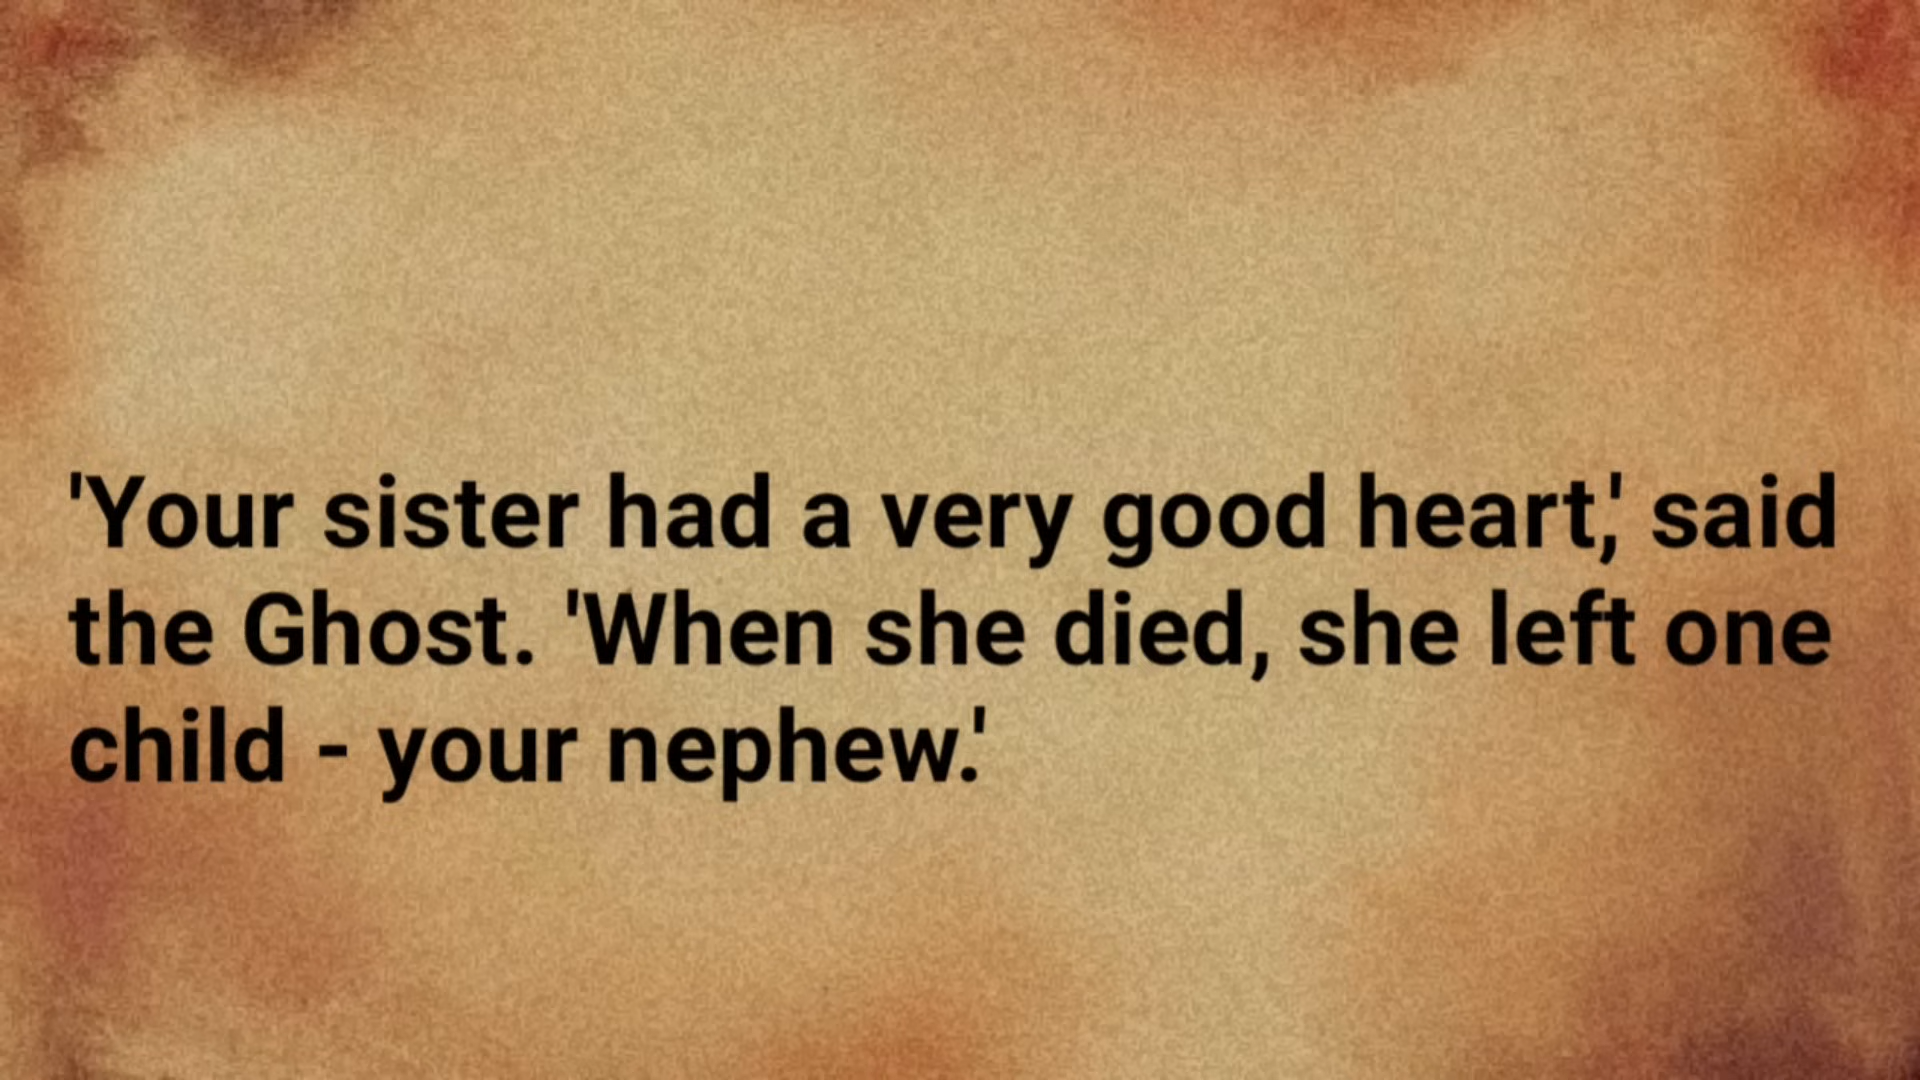 'Your sister had a very good heart,' said
the Ghost. 'When she died, she left one
child - your nephew.'